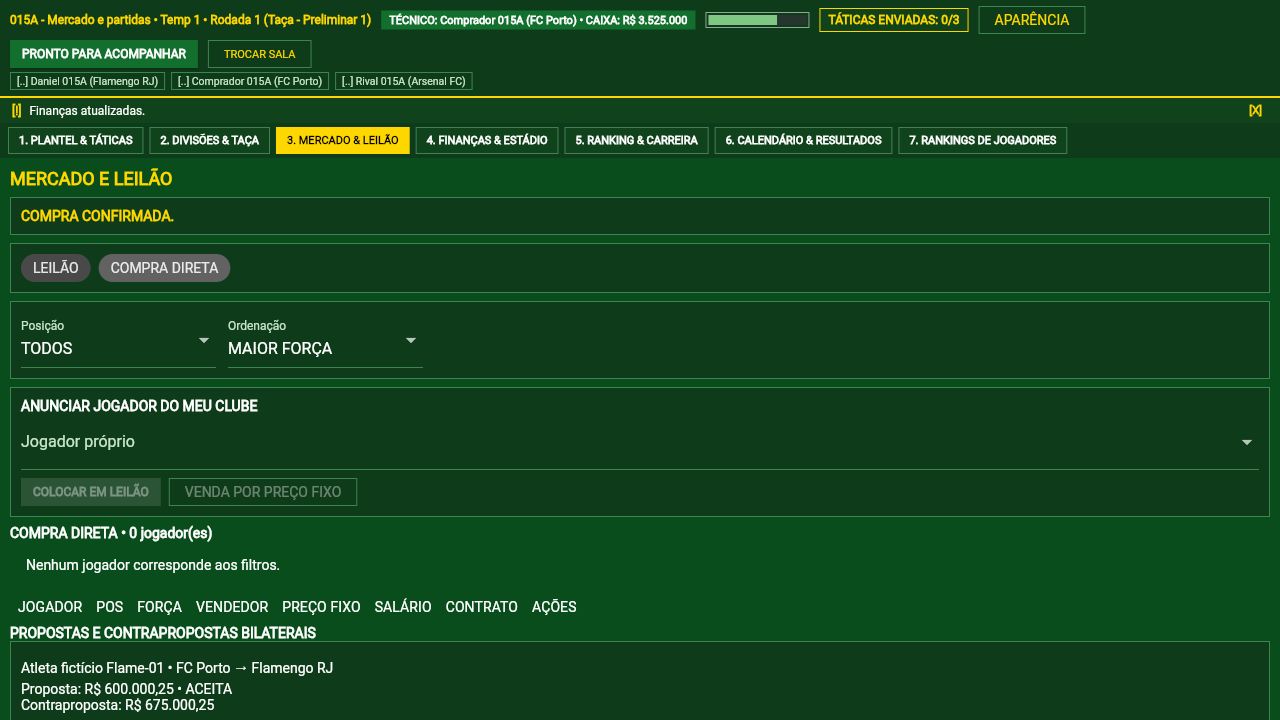 015A - Mercado e partidas • Temp 1 • Rodada 1 (Taça - Preliminar 1) TÉCNICO: Comprador 015A (FC Porto) • CAIXA: R$ 3.525.000 TÁTICAS ENVIADAS: 0/3 APARÊNCIA
PRONTO PARA ACOMPANHAR TROCAR SALA
[..] Daniel 015A (Flamengo RJ) [..] Comprador 015A (FC Porto) [..] Rival 015A (Arsenal FC)
[!] Finanças atualizadas. [X]
1. PLANTEL & TÁTICAS 2. DIVISÕES & TAÇA 3. MERCADO & LEILÃO 4. FINANÇAS & ESTÁDIO 5. RANKING & CARREIRA 6. CALENDÁRIO & RESULTADOS 7. RANKINGS DE JOGADORES
MERCADO E LEILÃO
COMPRA CONFIRMADA.
LEILÃO COMPRA DIRETA
Posição Ordenação
TODOS MAIOR FORÇA
ANUNCIAR JOGADOR DO MEU CLUBE
Jogador próprio
COLOCAR EM LEILÃO VENDA POR PREÇO FIXO
COMPRA DIRETA • 0 jogador(es)
Nenhum jogador corresponde aos filtros.
JOGADOR POS FORÇA VENDEDOR PREÇO FIXO SALÁRIO CONTRATO AÇÕES
PROPOSTAS E CONTRAPROPOSTAS BILATERAIS
Atleta fictício Flame-01 • FC Porto → Flamengo RJ
Proposta: R$ 600.000,25 • ACEITA
Contraproposta: R$ 675.000,25